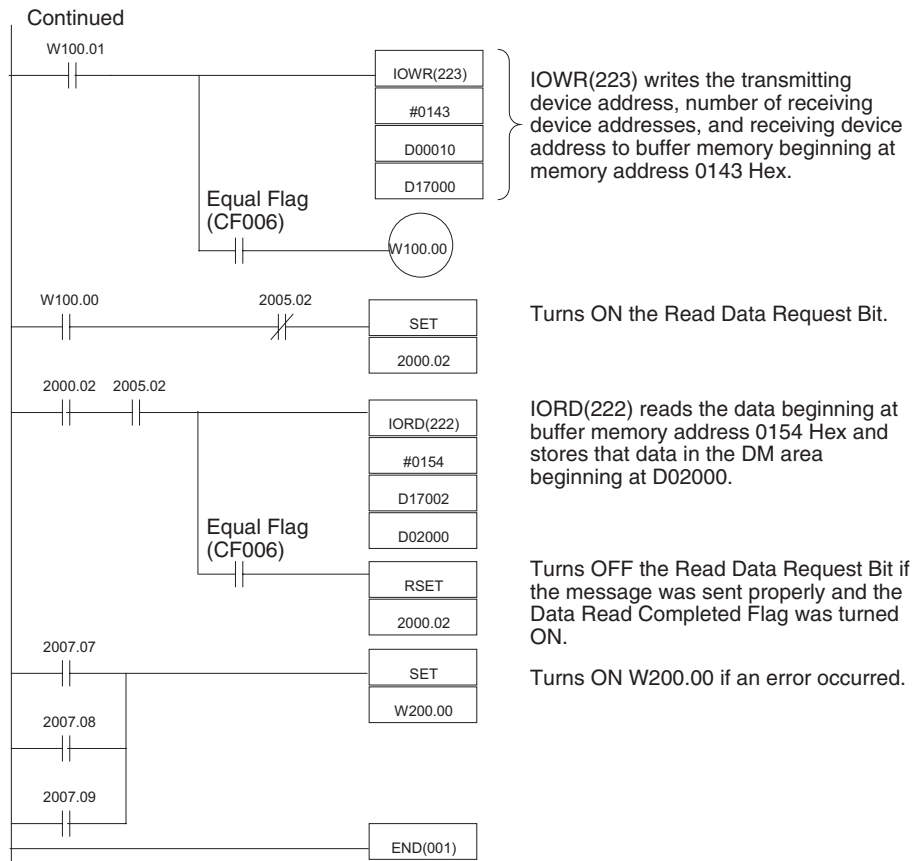 Continued
W100.01
IOWR(223)
#0143
D00010
D17000
IOWR(223) writes the transmitting
device address, number of receiving
device addresses, and receiving device
address to buffer memory beginning at
memory address 0143 Hex.
Equal Flag
(CF006)
W100.00
W100.00
2005.02
SET
2000.02
Turns ON the Read Data Request Bit.
2000.02
2005.02
IORD(222)
#0154
D17002
D02000
IORD(222) reads the data beginning at
buffer memory address 0154 Hex and
stores that data in the DM area
beginning at D02000.
Equal Flag
(CF006)
RSET
2000.02
Turns OFF the Read Data Request Bit if
the message was sent properly and the
Data Read Completed Flag was turned
ON.
2007.07
SET
W200.00
Turns ON W200.00 if an error occurred.
2007.08
2007.09
END(001)